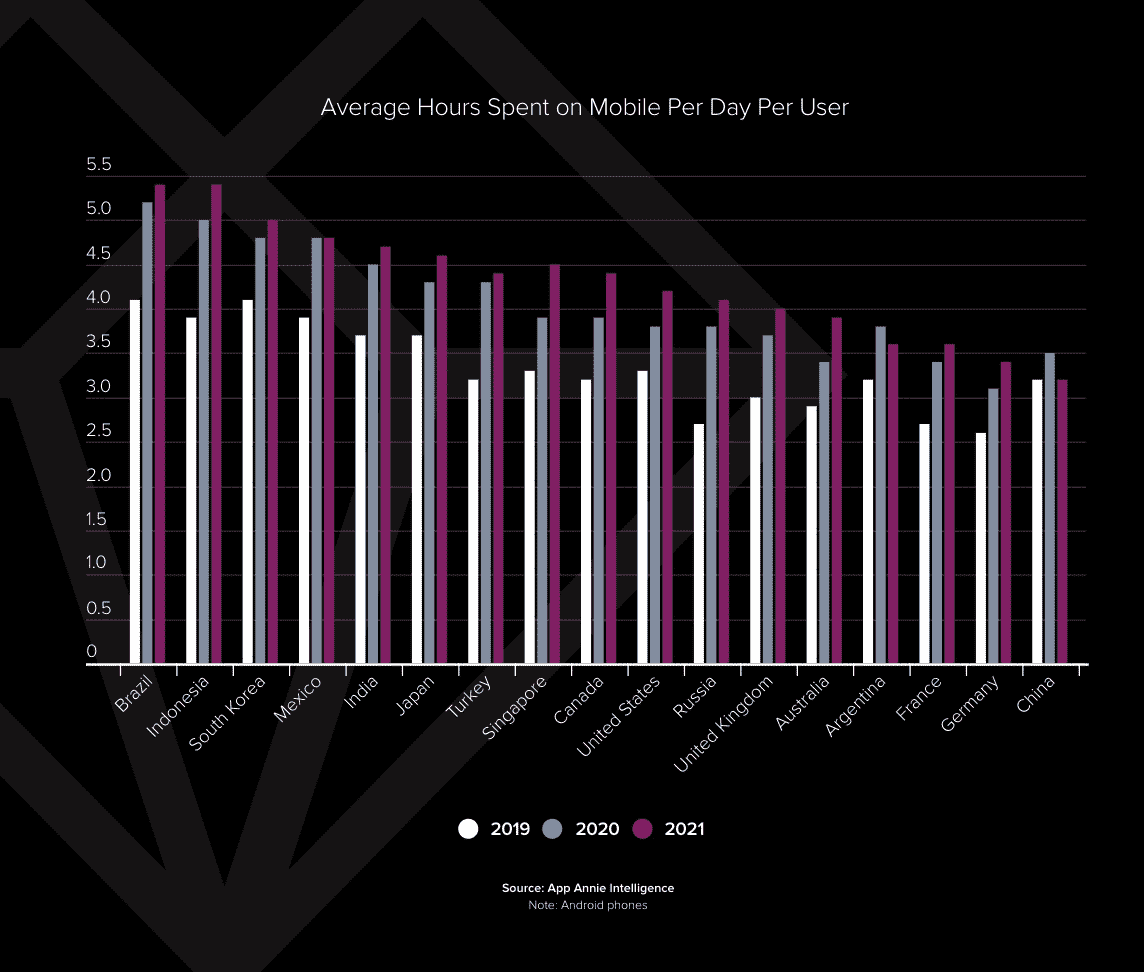 Average Hours Spent on Mobile Per Day Per User
5.5
5.0
4.5
4.0
3.5
3.0
2.5
2.0
1.5
1.0
0.5
0
Brazil
Indonesia
South Korea
Mexico
India
Japan
Turkey
Singapore
Canada
United States
Russia
United Kingdom
Australia
Argentina
France
Germany
China
2019 2020 2021
Source: App Annie Intelligence
Note: Android phones